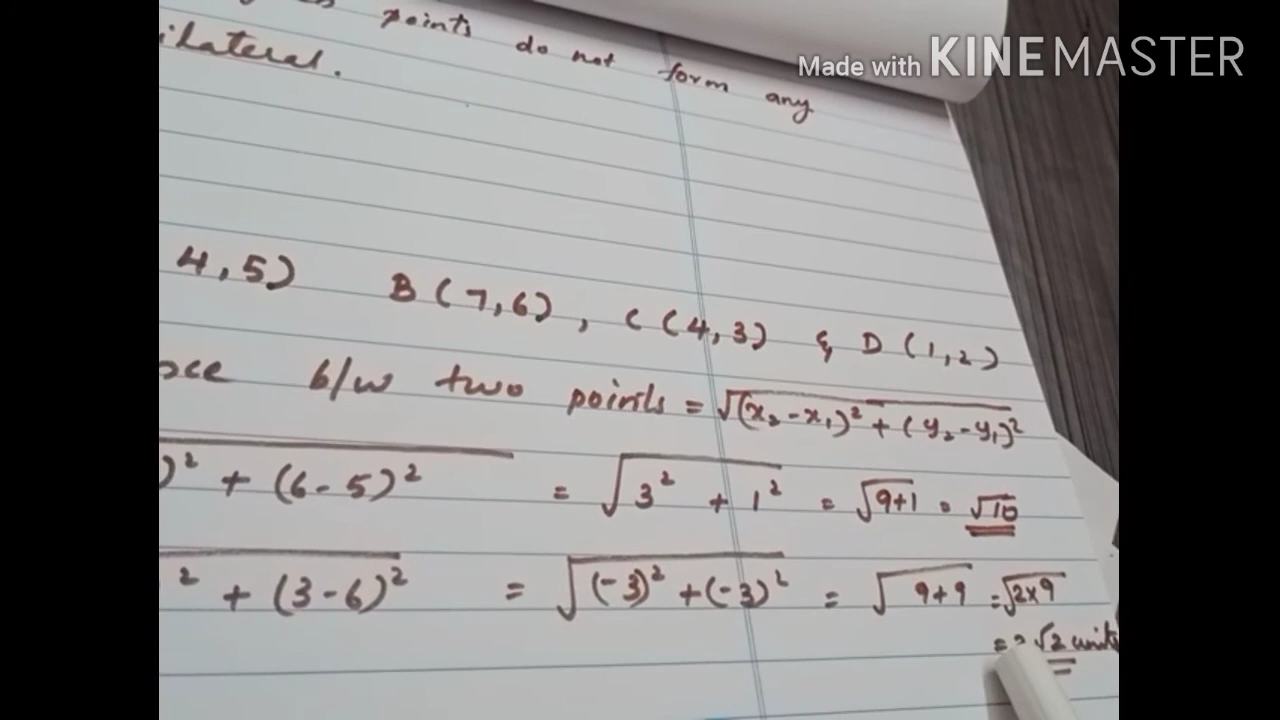 Made with KINEMASTER
points do not form any
ilateral.
4,5) B(7,6), C(4,3) & D(1,2)
nce b/w two points = √(x₂-x₁)² + (y₂-y₁)²
)² + (6-5)² = √3² + 1² = √9+1 = √10
² + (3-6)² = √(-3)² + (-3)² = √9+9 = √2×9
= 3√2 units